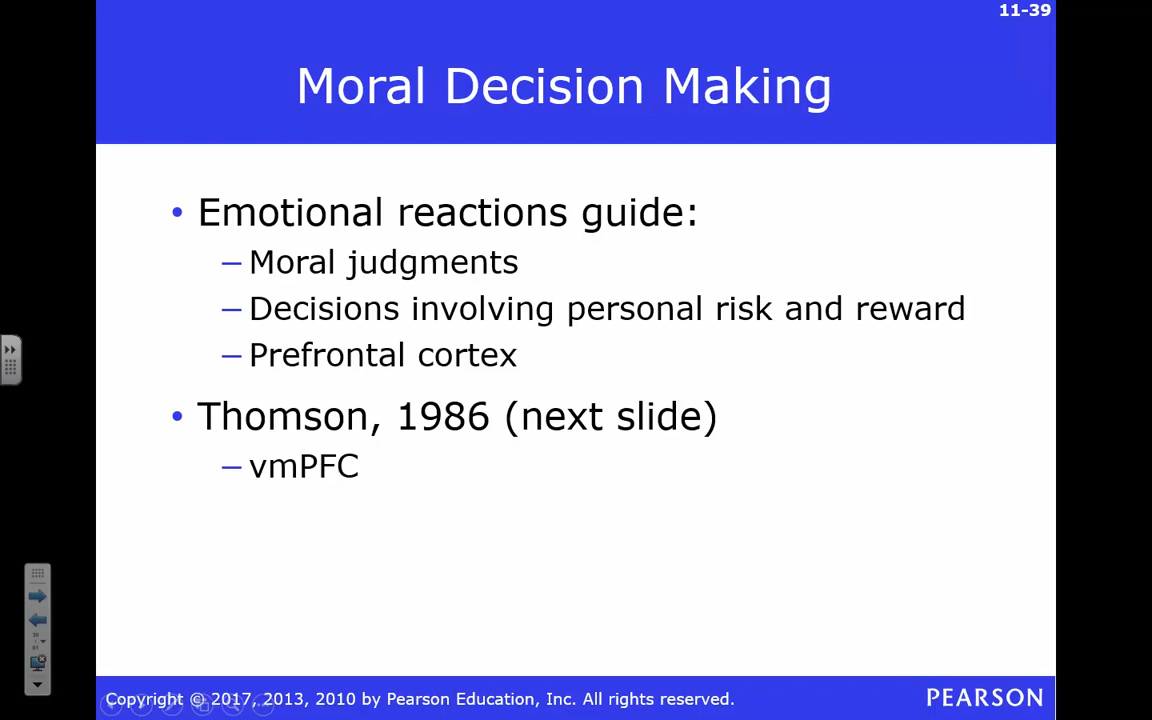 11-39
Moral Decision Making
• Emotional reactions guide:
– Moral judgments
– Decisions involving personal risk and reward
– Prefrontal cortex
• Thomson, 1986 (next slide)
– vmPFC
Copyright © 2017, 2013, 2010 by Pearson Education, Inc. All rights reserved.
PEARSON